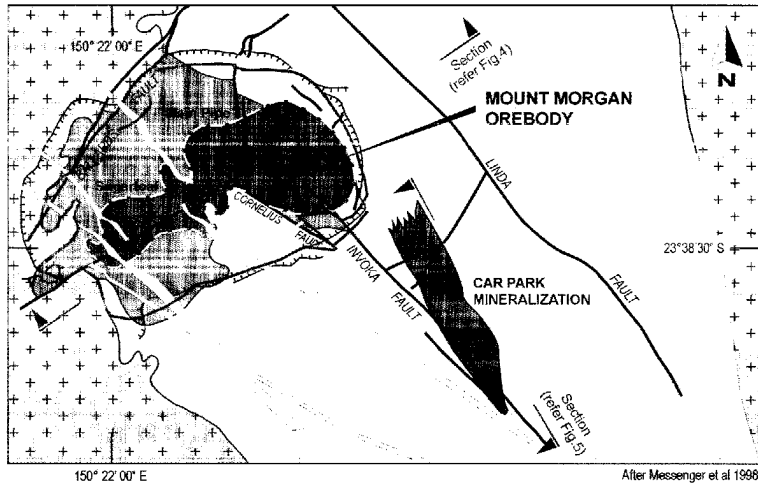 150° 22' 00" E
Section
(refer Fig.4)
N
MOUNT MORGAN
OREBODY
FAULT
LINDA
CORNELIUS
FAULT
INVOKA
FAULT
23° 38' 30" S
CAR PARK
MINERALIZATION
FAULT
Section
(refer Fig.5)
150° 22' 00" E
After Messenger et al 1998